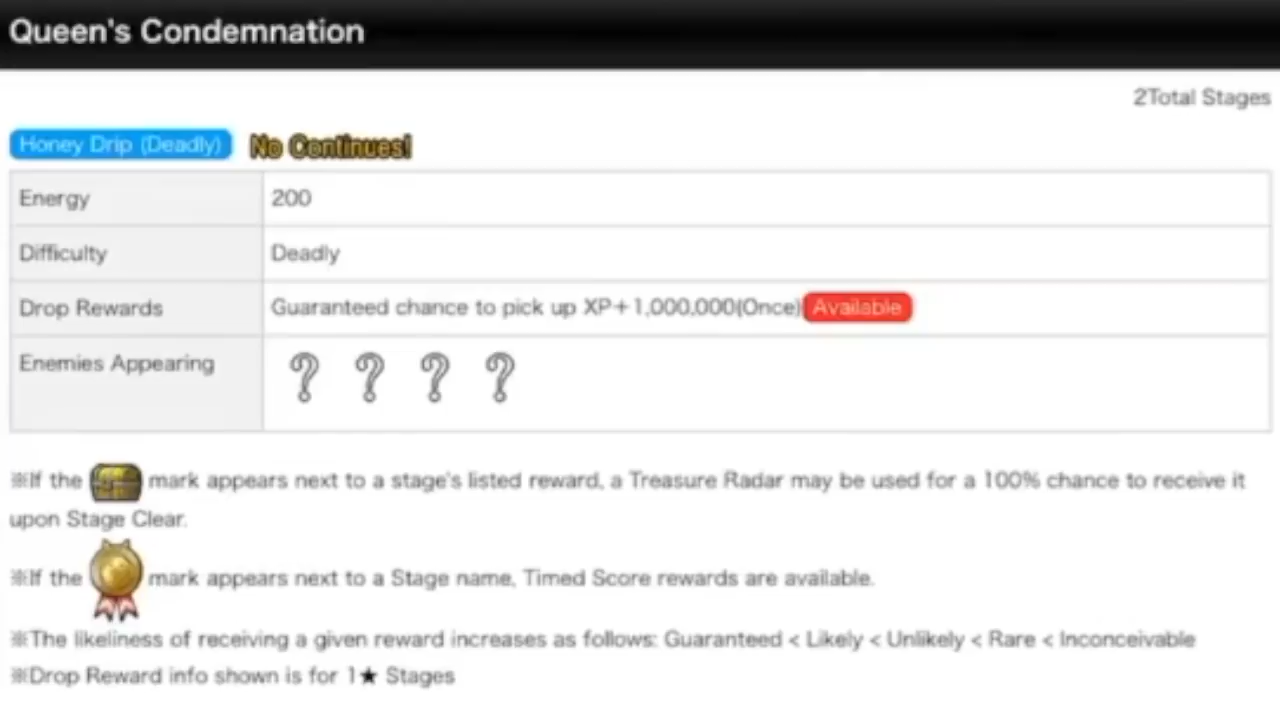 Queen's Condemnation
2Total Stages
Honey Drip (Deadly) No Continues!
Energy 200
Difficulty Deadly
Drop Rewards Guaranteed chance to pick up XP+1,000,000(Once) Available
Enemies Appearing ? ? ? ?
※If the mark appears next to a stage's listed reward, a Treasure Radar may be used for a 100% chance to receive it
upon Stage Clear.
※If the mark appears next to a Stage name, Timed Score rewards are available.
※The likeliness of receiving a given reward increases as follows: Guaranteed < Likely < Unlikely < Rare < Inconceivable
※Drop Reward info shown is for 1★ Stages